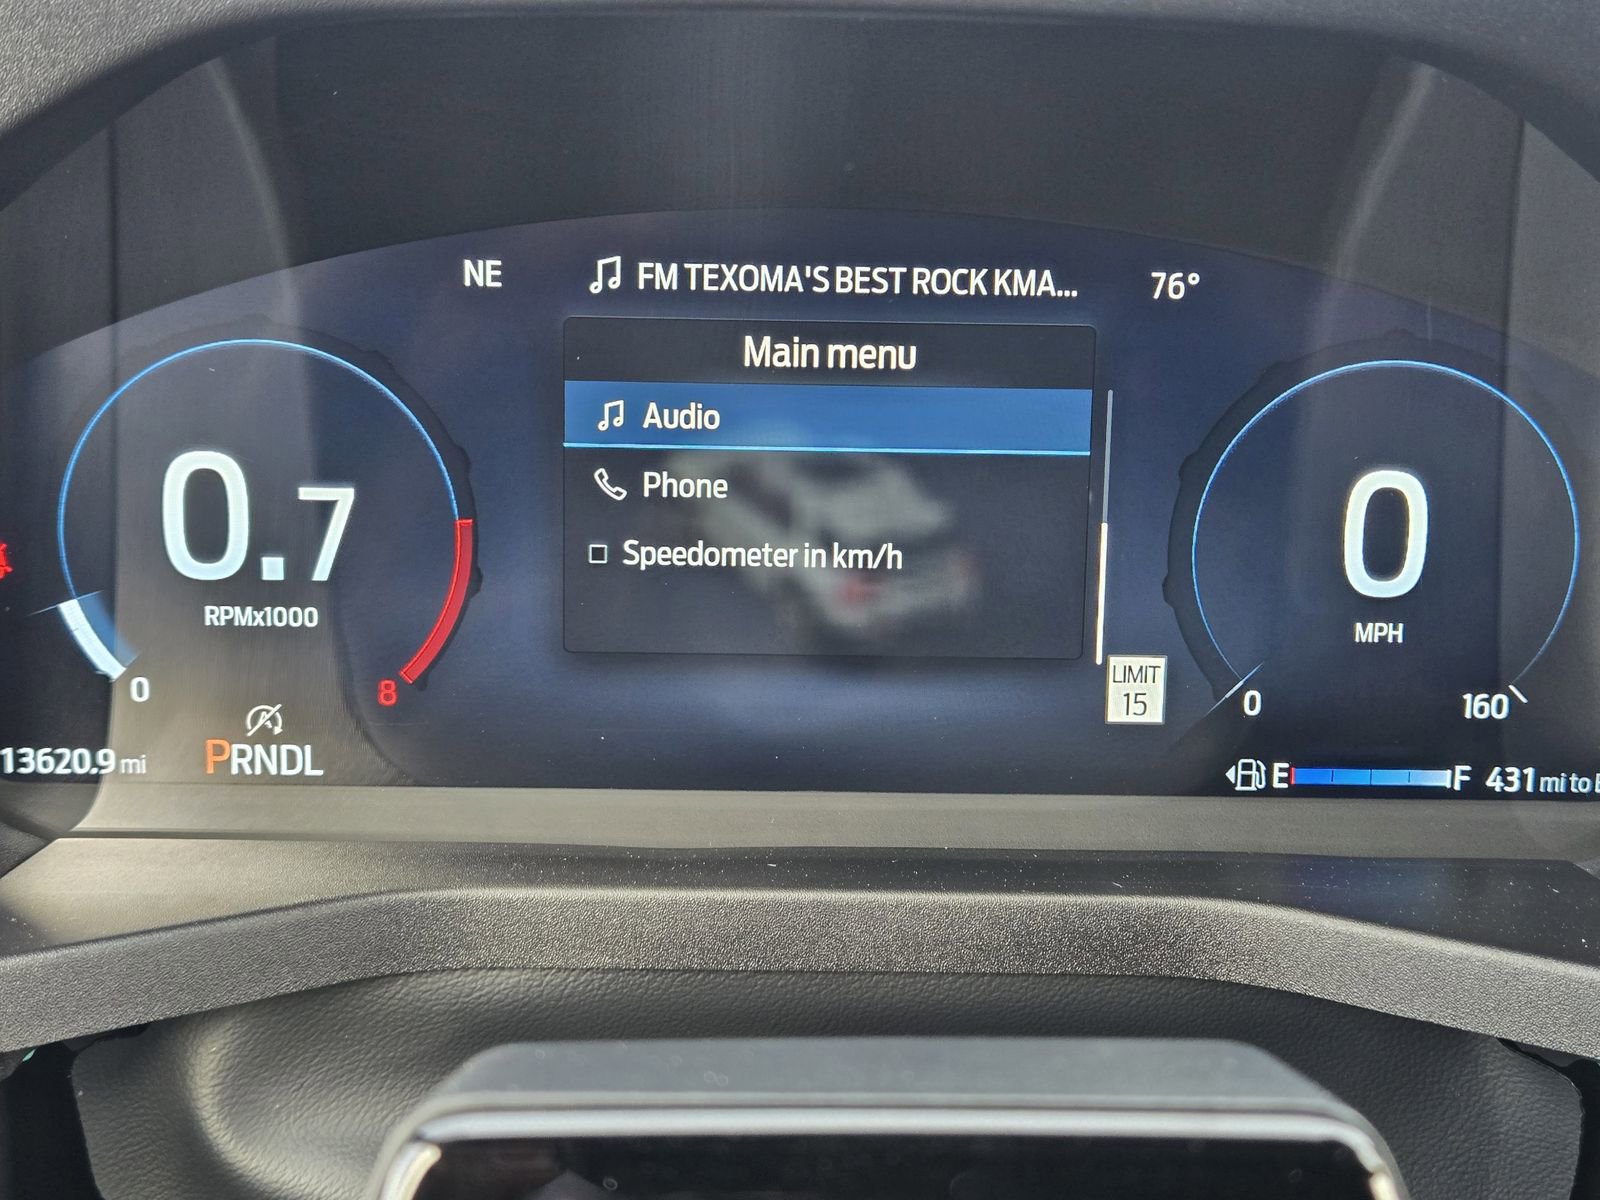 NE
FM TEXOMA'S BEST ROCK KMA...
76°
Main menu
Audio
Phone
Speedometer in km/h
0.7
RPMx1000
0
8
PRNDL
13620.9 mi
LIMIT
15
0
MPH
0
160
E F
431 mi to